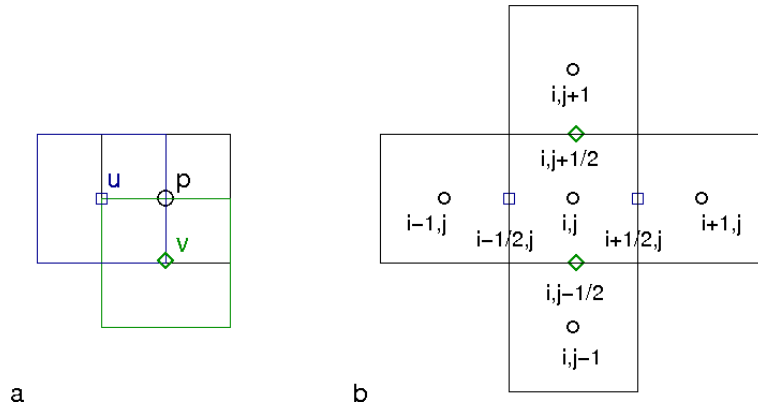 u
p
v
a
i,j+1
i,j+1/2
i-1,j
i-1/2,j
i,j
i+1/2,j
i+1,j
i,j-1/2
i,j-1
b